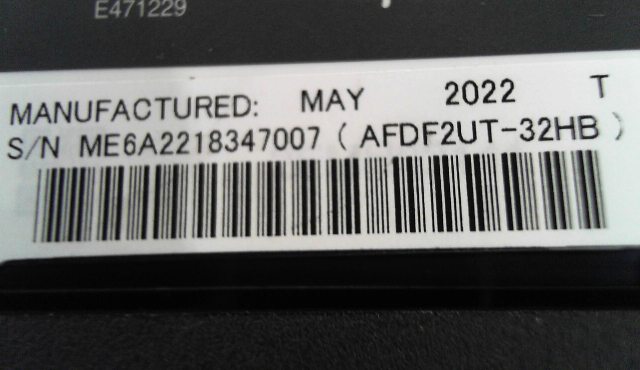 E471229
MANUFACTURED: MAY 2022 T
S/N ME6A2218347007 ( AFDF2UT-32HB )